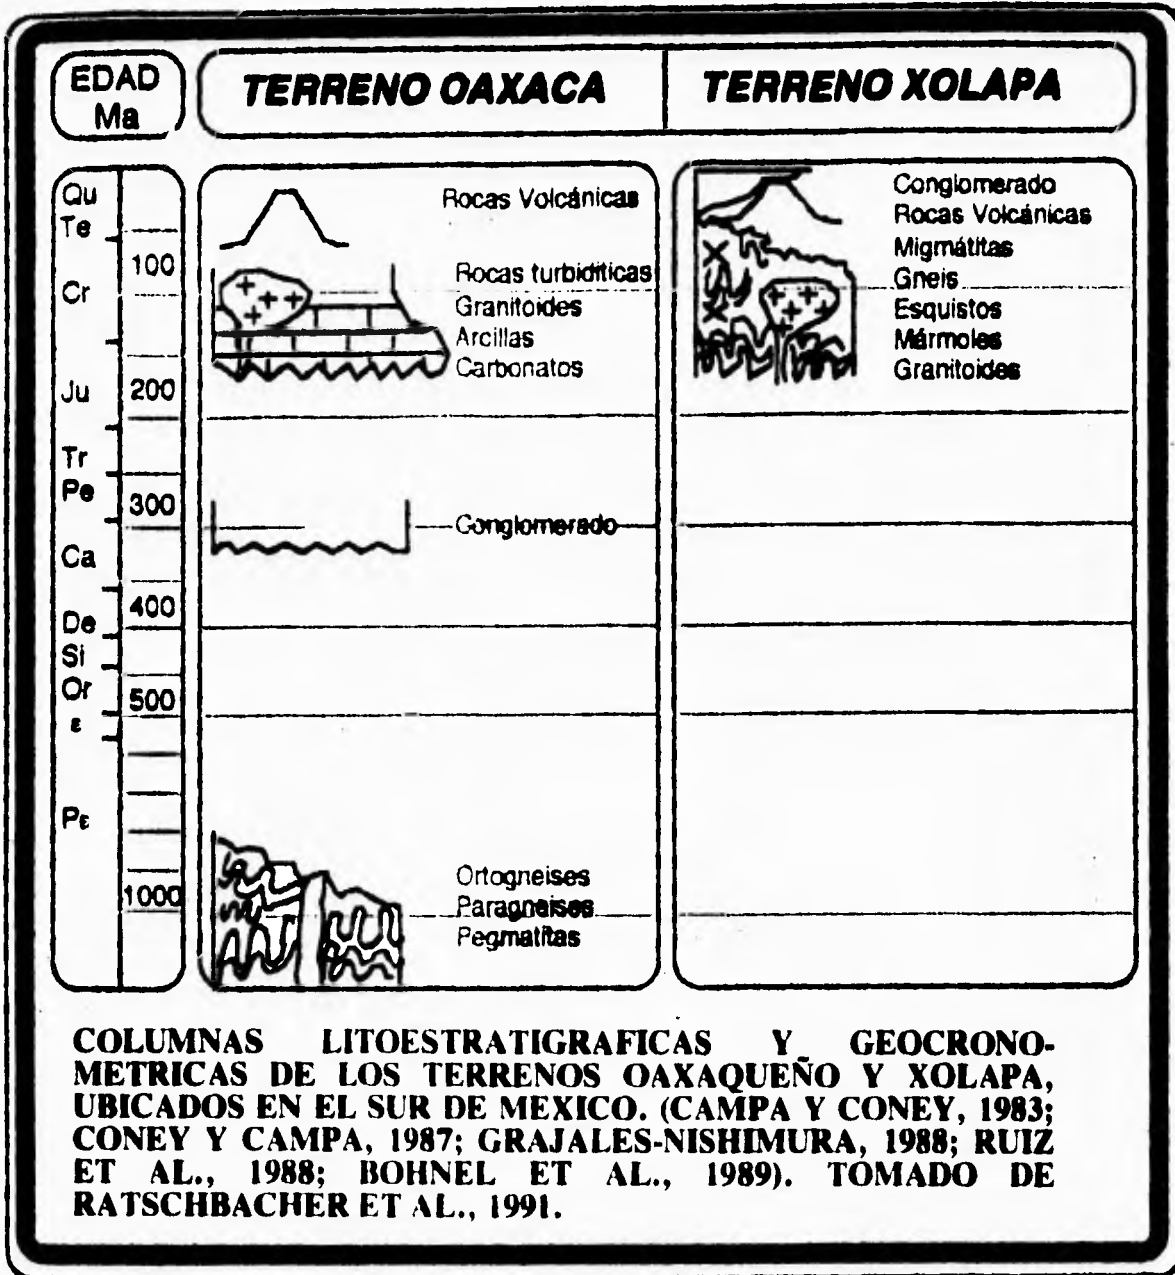 EDAD
Ma
TERRENO OAXACA
TERRENO XOLAPA
Qu
Te
Cr
Ju
Tr
Pe
Ca
De
Si
Or
ε
Pε
100
200
300
400
500
1000
Rocas Volcánicas
Rocas turbidíticas
Granitoides
Arcillas
Carbonatos
Conglomerado
Ortogneises
Paragneises
Pegmatitas
Conglomerado
Rocas Volcánicas
Migmátitas
Gneis
Esquistos
Mármoles
Granitoides
COLUMNAS LITOESTRATIGRAFICAS Y GEOCRONO-
METRICAS DE LOS TERRENOS OAXAQUEÑO Y XOLAPA,
UBICADOS EN EL SUR DE MEXICO. (CAMPA Y CONEY, 1983;
CONEY Y CAMPA, 1987; GRAJALES-NISHIMURA, 1988; RUIZ
ET AL., 1988; BOHNEL ET AL., 1989). TOMADO DE
RATSCHBACHER ET AL., 1991.